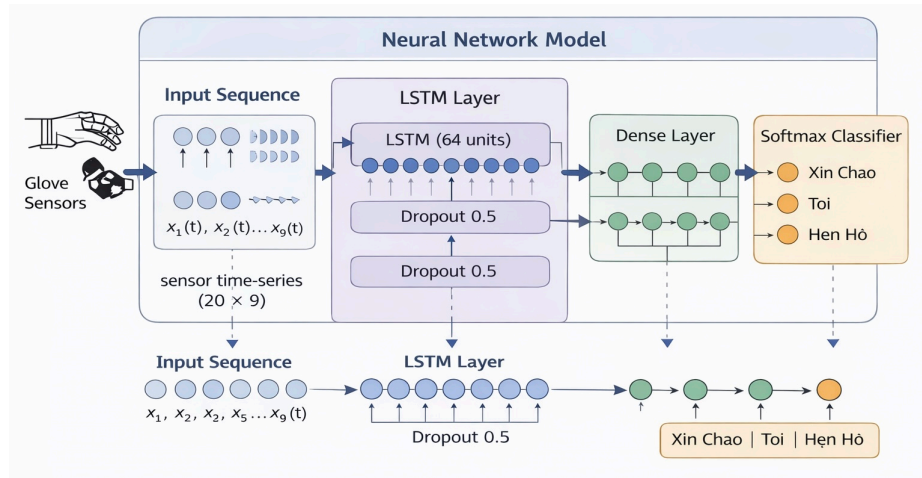 Neural Network Model
Input Sequence
x₁(t), x₂(t)...x₉(t)
sensor time-series
(20 × 9)
Glove
Sensors
LSTM Layer
LSTM (64 units)
Dropout 0.5
Dropout 0.5
Dense Layer
Softmax Classifier
Xin Chao
Toi
Hen Hò
Input Sequence
x₁, x₂, x₂, x₅...x₉(t)
LSTM Layer
Dropout 0.5
Xin Chao | Toi | Hẹn Hò